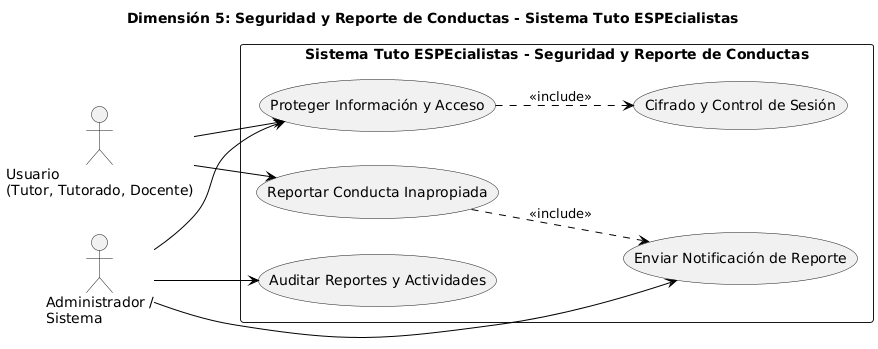 Dimensión 5: Seguridad y Reporte de Conductas - Sistema Tuto ESPEcialistas
Sistema Tuto ESPEcialistas - Seguridad y Reporte de Conductas
Proteger Información y Acceso
«include»
Cifrado y Control de Sesión
Usuario
(Tutor, Tutorado, Docente)
Reportar Conducta Inapropiada
«include»
Enviar Notificación de Reporte
Auditar Reportes y Actividades
Administrador /
Sistema